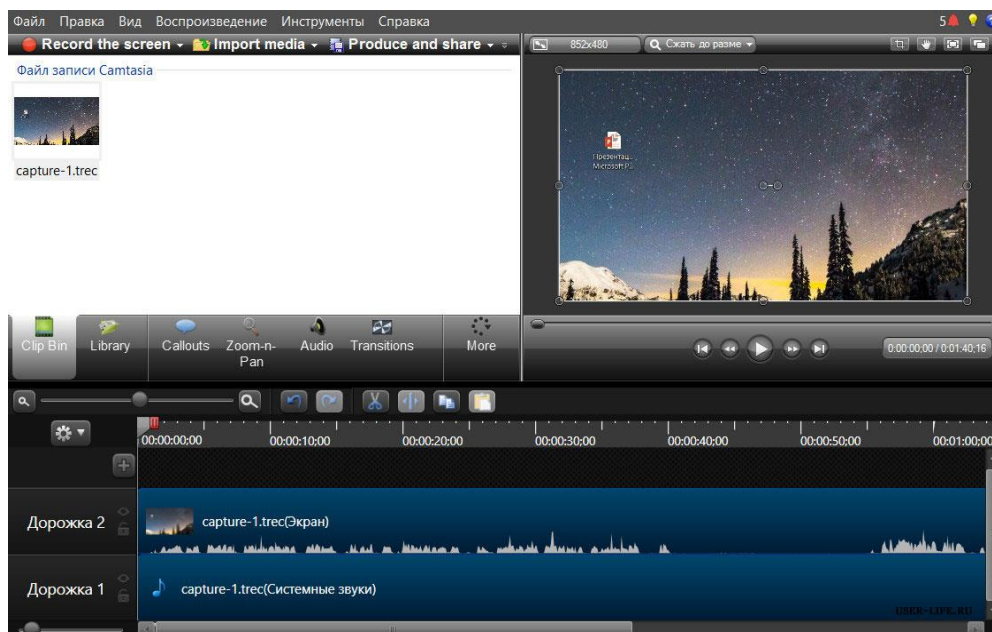 Файл Правка Вид Воспроизведение Инструменты Справка
5
Record the screen Import media Produce and share
852x480 Сжать до разме
Файл записи Camtasia
capture-1.trec
Презентац...
Microsoft P...
Clip Bin Library Callouts Zoom-n-Pan Audio Transitions More
0:00:00;00 / 0:01:40;16
00:00:00;00 00:00:10;00 00:00:20;00 00:00:30;00 00:00:40;00 00:00:50;00 00:01:00;00
Дорожка 2 capture-1.trec(Экран)
Дорожка 1 capture-1.trec(Системные звуки)
USER-LIFE.RU